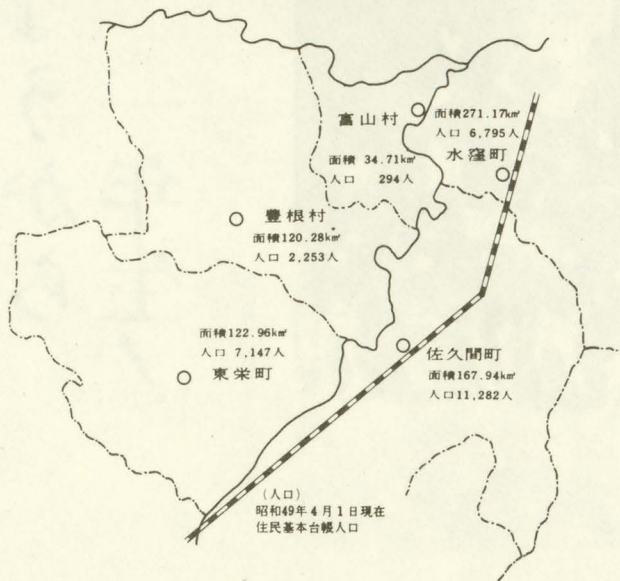 富山村
面積 34.71km²
人口 294人
面積271.17km²
人口 6,795人
水窪町
豊根村
面積120.28km²
人口 2,253人
面積122.96km²
人口 7,147人
東栄町
佐久間町
面積167.94km²
人口11,282人
(人口)
昭和49年4月1日現在
住民基本台帳人口